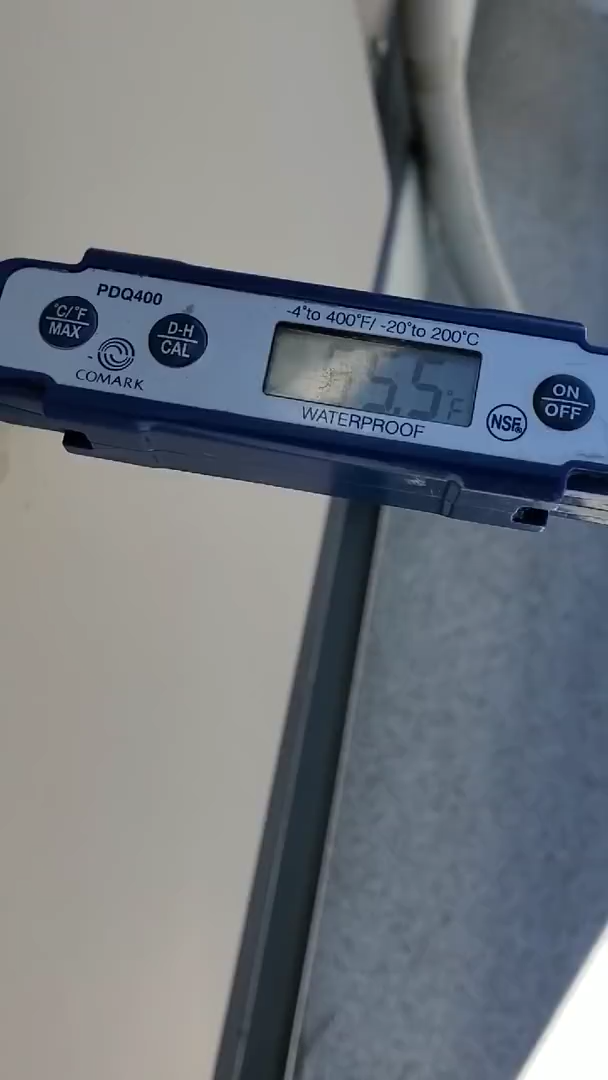 PDQ400
°C/°F
MAX
D-H
CAL
COMARK
-4°to 400°F/ -20°to 200°C
5.5°F
WATERPROOF
NSF®
ON
OFF